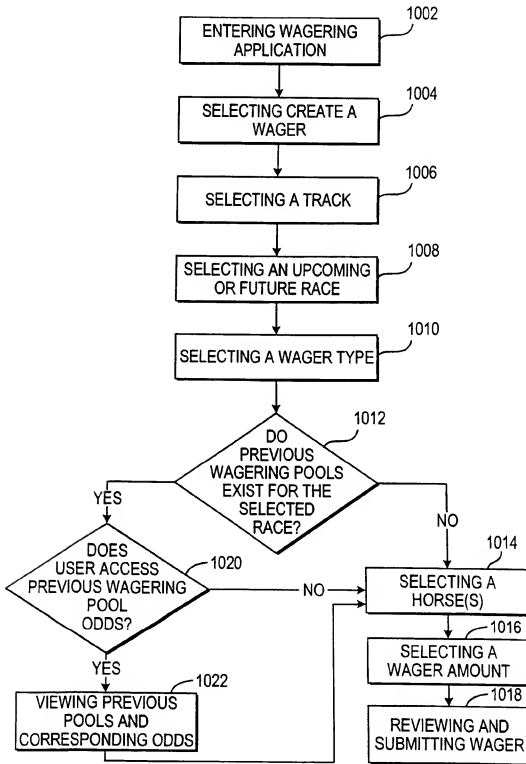 1002
ENTERING WAGERING
APPLICATION
1004
SELECTING CREATE A
WAGER
1006
SELECTING A TRACK
1008
SELECTING AN UPCOMING
OR FUTURE RACE
1010
SELECTING A WAGER TYPE
1012
DO
PREVIOUS
WAGERING POOLS
EXIST FOR THE
SELECTED
RACE?
YES
NO
1020
DOES
USER ACCESS
PREVIOUS WAGERING
POOL
ODDS?
NO
YES
1014
SELECTING A
HORSE(S)
1016
SELECTING A
WAGER AMOUNT
1022
VIEWING PREVIOUS
POOLS AND
CORRESPONDING ODDS
1018
REVIEWING AND
SUBMITTING WAGER